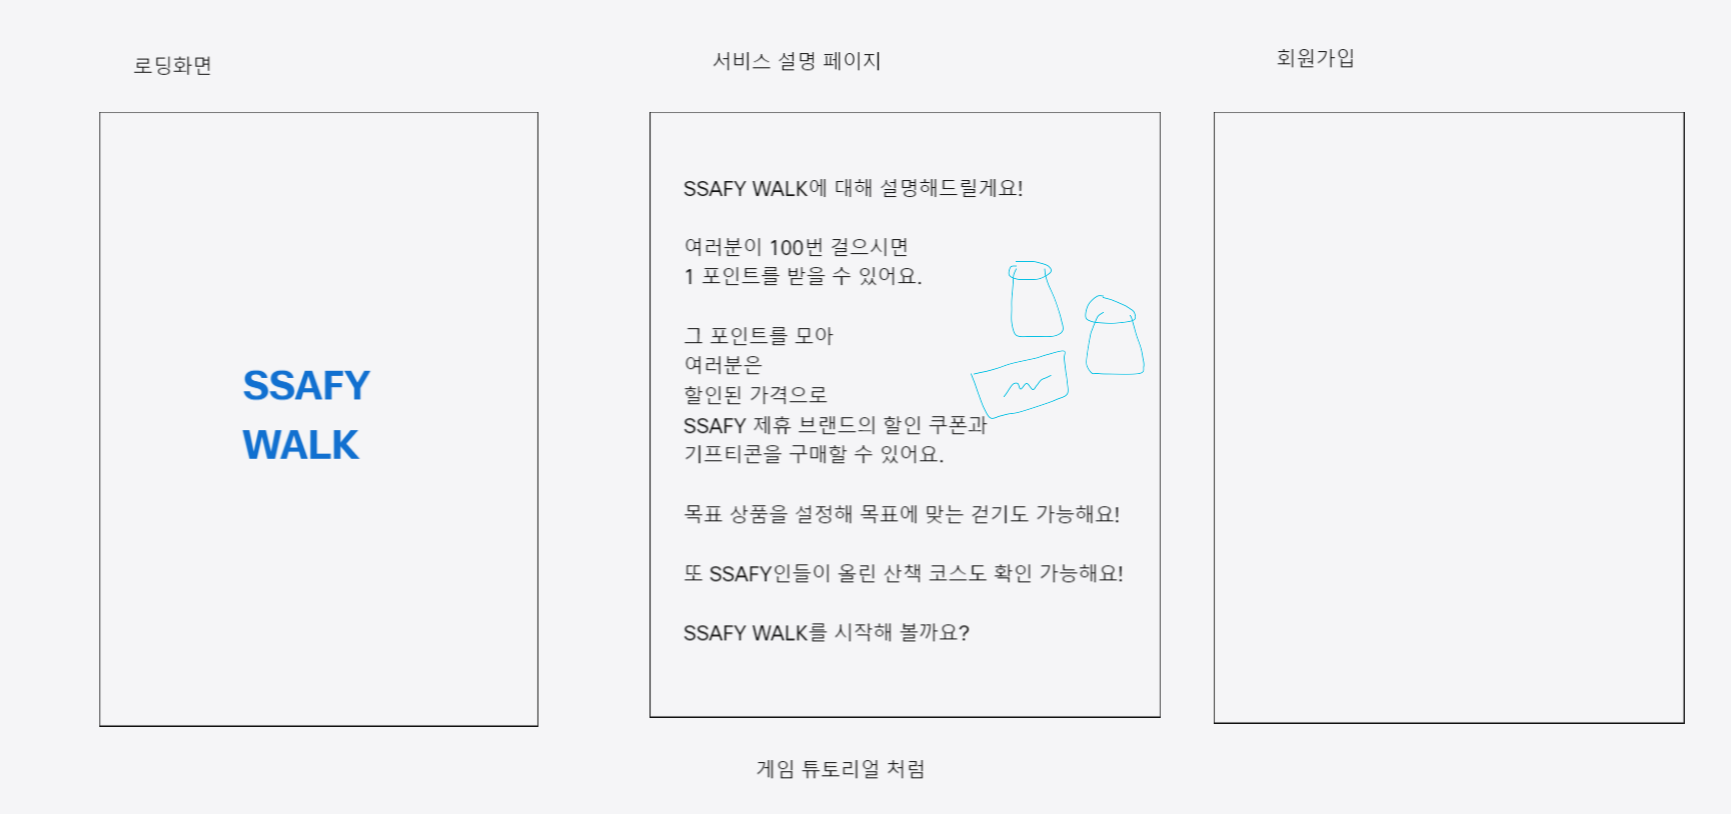 로딩화면
서비스 설명 페이지
회원가입
SSAFY
WALK
SSAFY WALK에 대해 설명해드릴게요!
여러분이 100번 걸으시면
1 포인트를 받을 수 있어요.
그 포인트를 모아
여러분은
할인된 가격으로
SSAFY 제휴 브랜드의 할인 쿠폰과
기프티콘을 구매할 수 있어요.
목표 상품을 설정해 목표에 맞는 걷기도 가능해요!
또 SSAFY인들이 올린 산책 코스도 확인 가능해요!
SSAFY WALK를 시작해 볼까요?
게임 튜토리얼 처럼